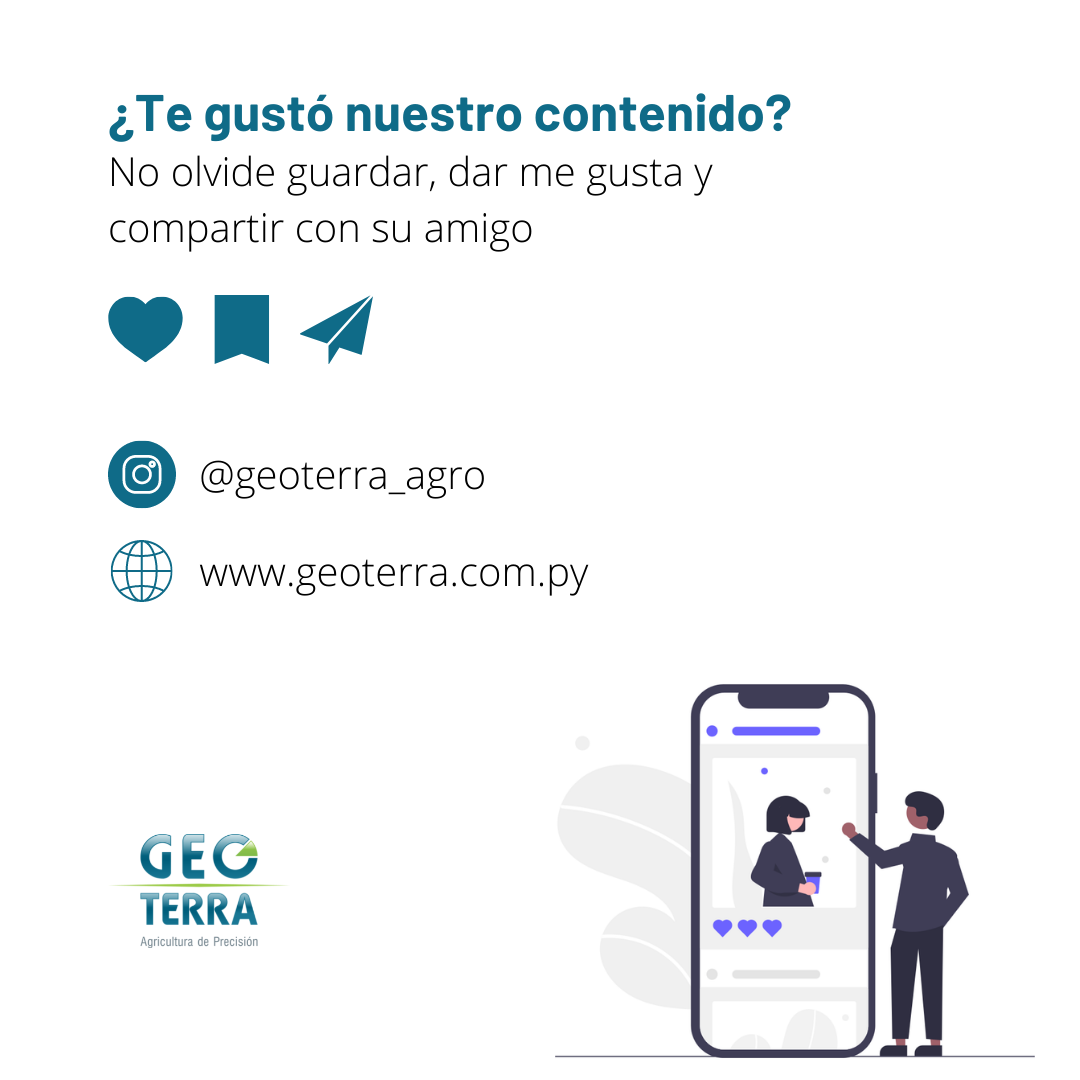 ¿Te gustó nuestro contenido?
No olvide guardar, dar me gusta y
compartir con su amigo
@geoterra_agro
www.geoterra.com.py
GEO
TERRA
Agricultura de Precisión